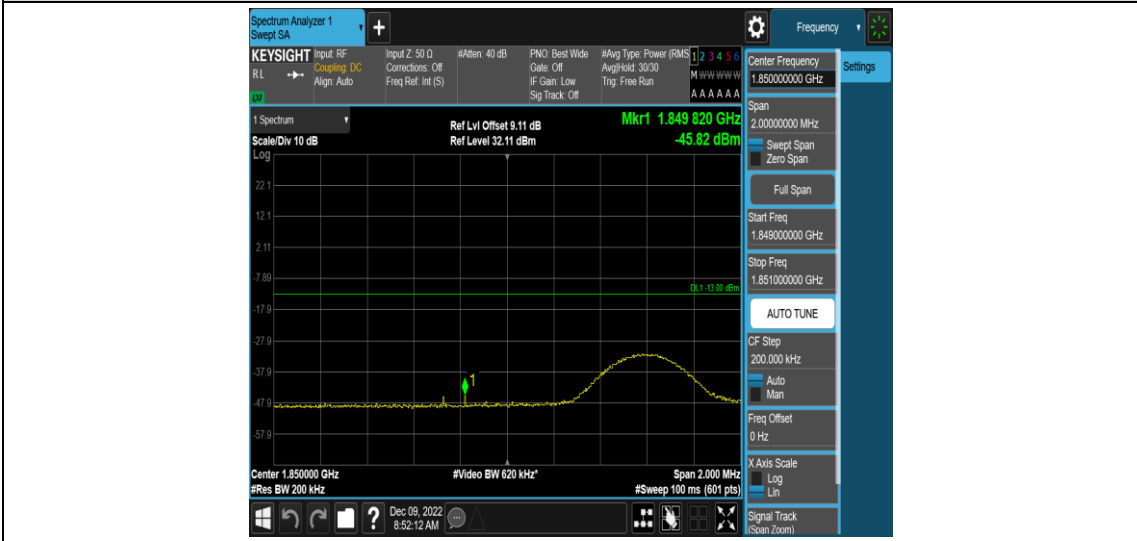 Spectrum Analyzer 1
Swept SA
+
Frequency
KEYSIGHT Input: RF Input Z: 50 Ω #Atten: 40 dB PNO: Best Wide #Avg Type: Power (RMS 1 2 3 4 5 6
RL Coupling: DC Corrections: Off Gate: Off Avg|Hold: 30/30 M W W W W W
Align: Auto Freq Ref: Int (S) IF Gain: Low Trig: Free Run
Sig Track: Off A A A A A A
1 Spectrum
Scale/Div 10 dB
Log
Ref Lvl Offset 9.11 dB
Ref Level 32.11 dBm
Mkr1 1.849 820 GHz
-45.82 dBm
22.1
12.1
2.11
-7.89
DL1 -13.00 dBm
-17.9
-27.9
-37.9
1
-47.9
-57.9
Center 1.850000 GHz #Video BW 620 kHz* Span 2.000 MHz
#Res BW 200 kHz #Sweep 100 ms (601 pts)
? Dec 09, 2022
8:52:12 AM
Center Frequency
1.850000000 GHz
Settings
Span
2.00000000 MHz
Swept Span
Zero Span
Full Span
Start Freq
1.849000000 GHz
Stop Freq
1.851000000 GHz
AUTO TUNE
CF Step
200.000 kHz
Auto
Man
Freq Offset
0 Hz
X Axis Scale
Log
Lin
Signal Track
(Span Zoom)